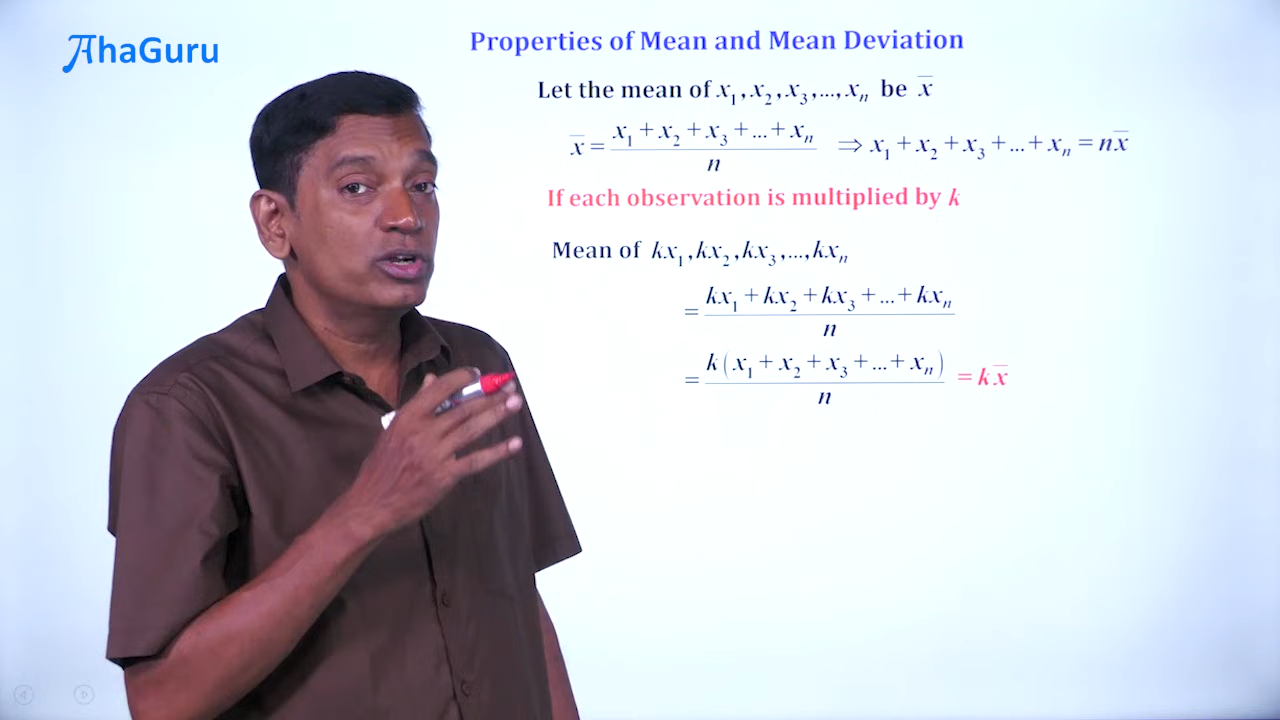 AhaGuru
Properties of Mean and Mean Deviation
Let the mean of x₁, x₂, x₃, ..., xₙ be x̄
x̄ = (x₁ + x₂ + x₃ + ... + xₙ) / n ⇒ x₁ + x₂ + x₃ + ... + xₙ = nx̄
If each observation is multiplied by k
Mean of kx₁, kx₂, kx₃, ..., kxₙ
= (kx₁ + kx₂ + kx₃ + ... + kxₙ) / n
= k(x₁ + x₂ + x₃ + ... + xₙ) / n = kx̄